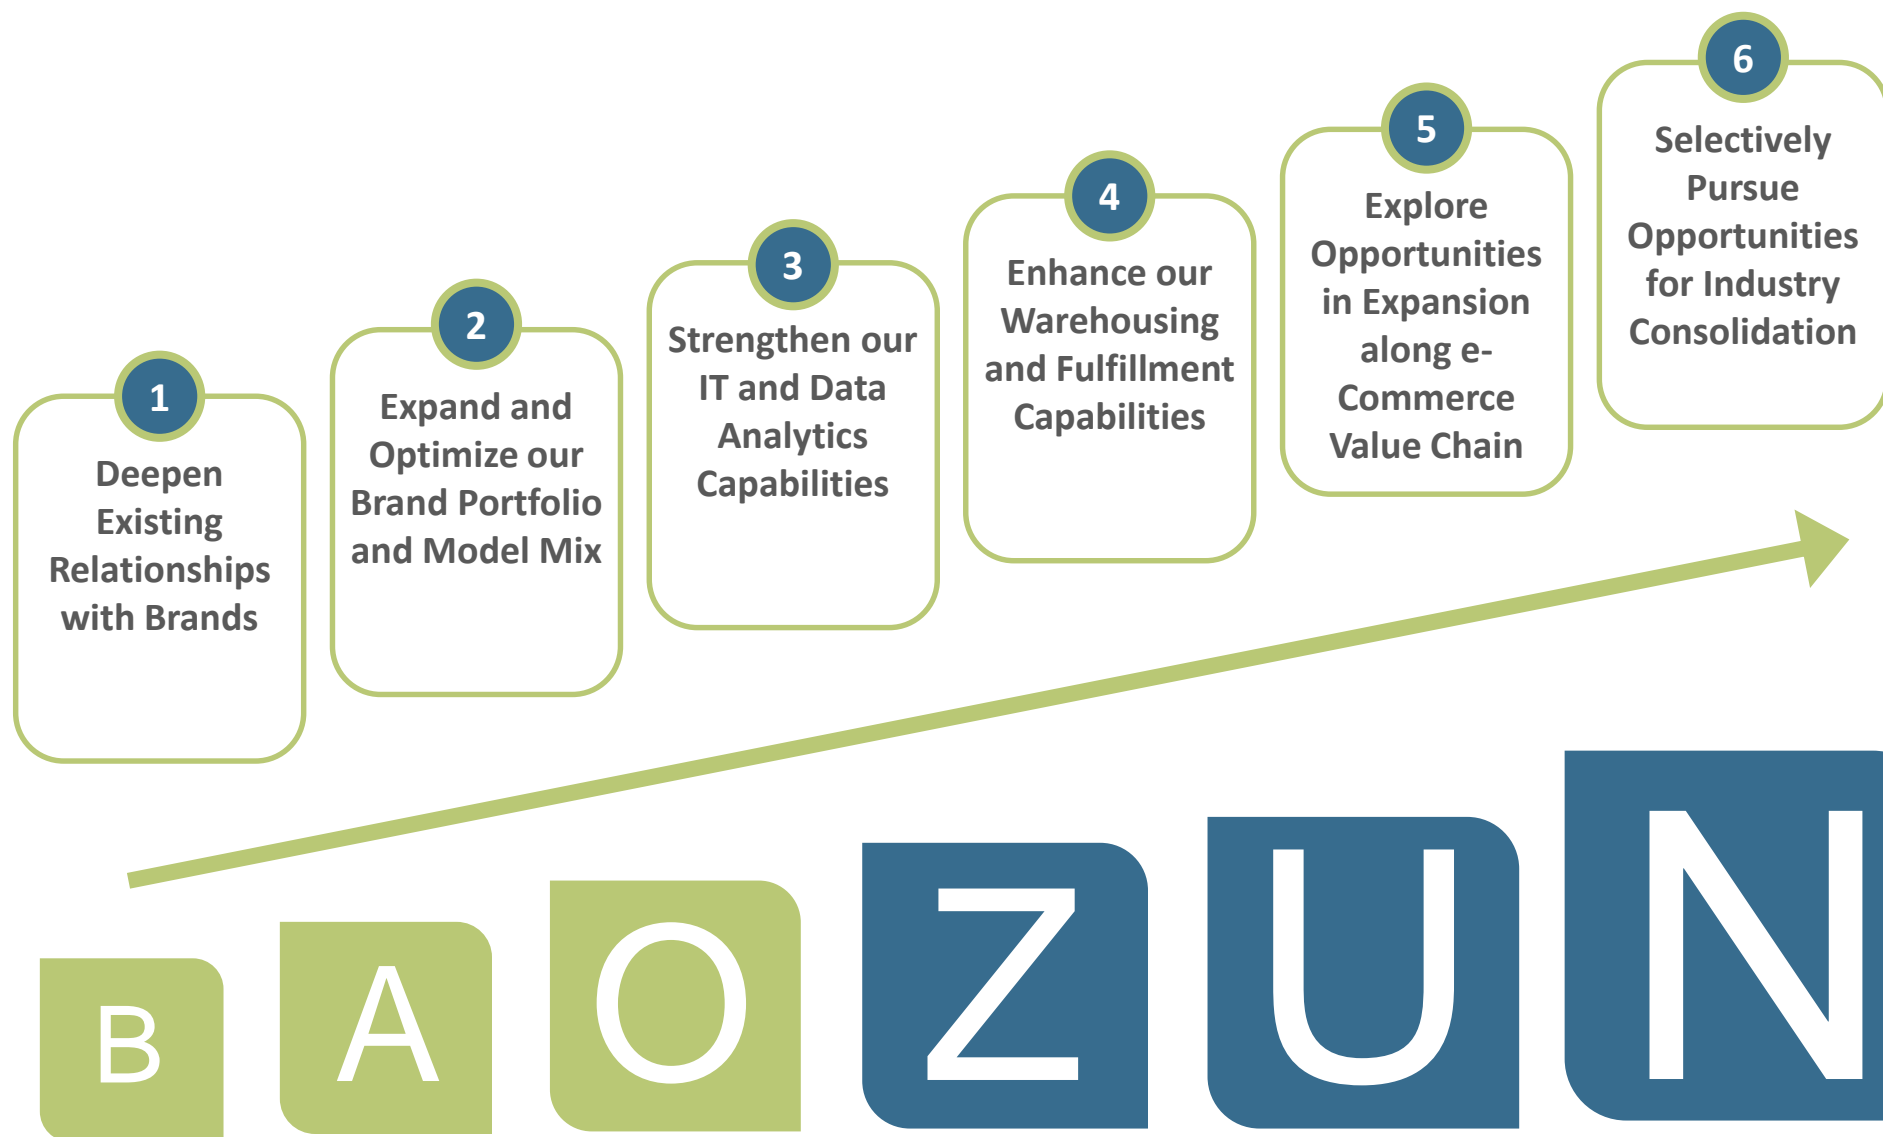 1
Deepen
Existing
Relationships
with Brands
2
Expand and
Optimize our
Brand Portfolio
and Model Mix
3
Strengthen our
IT and Data
Analytics
Capabilities
4
Enhance our
Warehousing
and Fulfillment
Capabilities
5
Explore
Opportunities
in Expansion
along e-
Commerce
Value Chain
6
Selectively
Pursue
Opportunities
for Industry
Consolidation
B A O Z U N